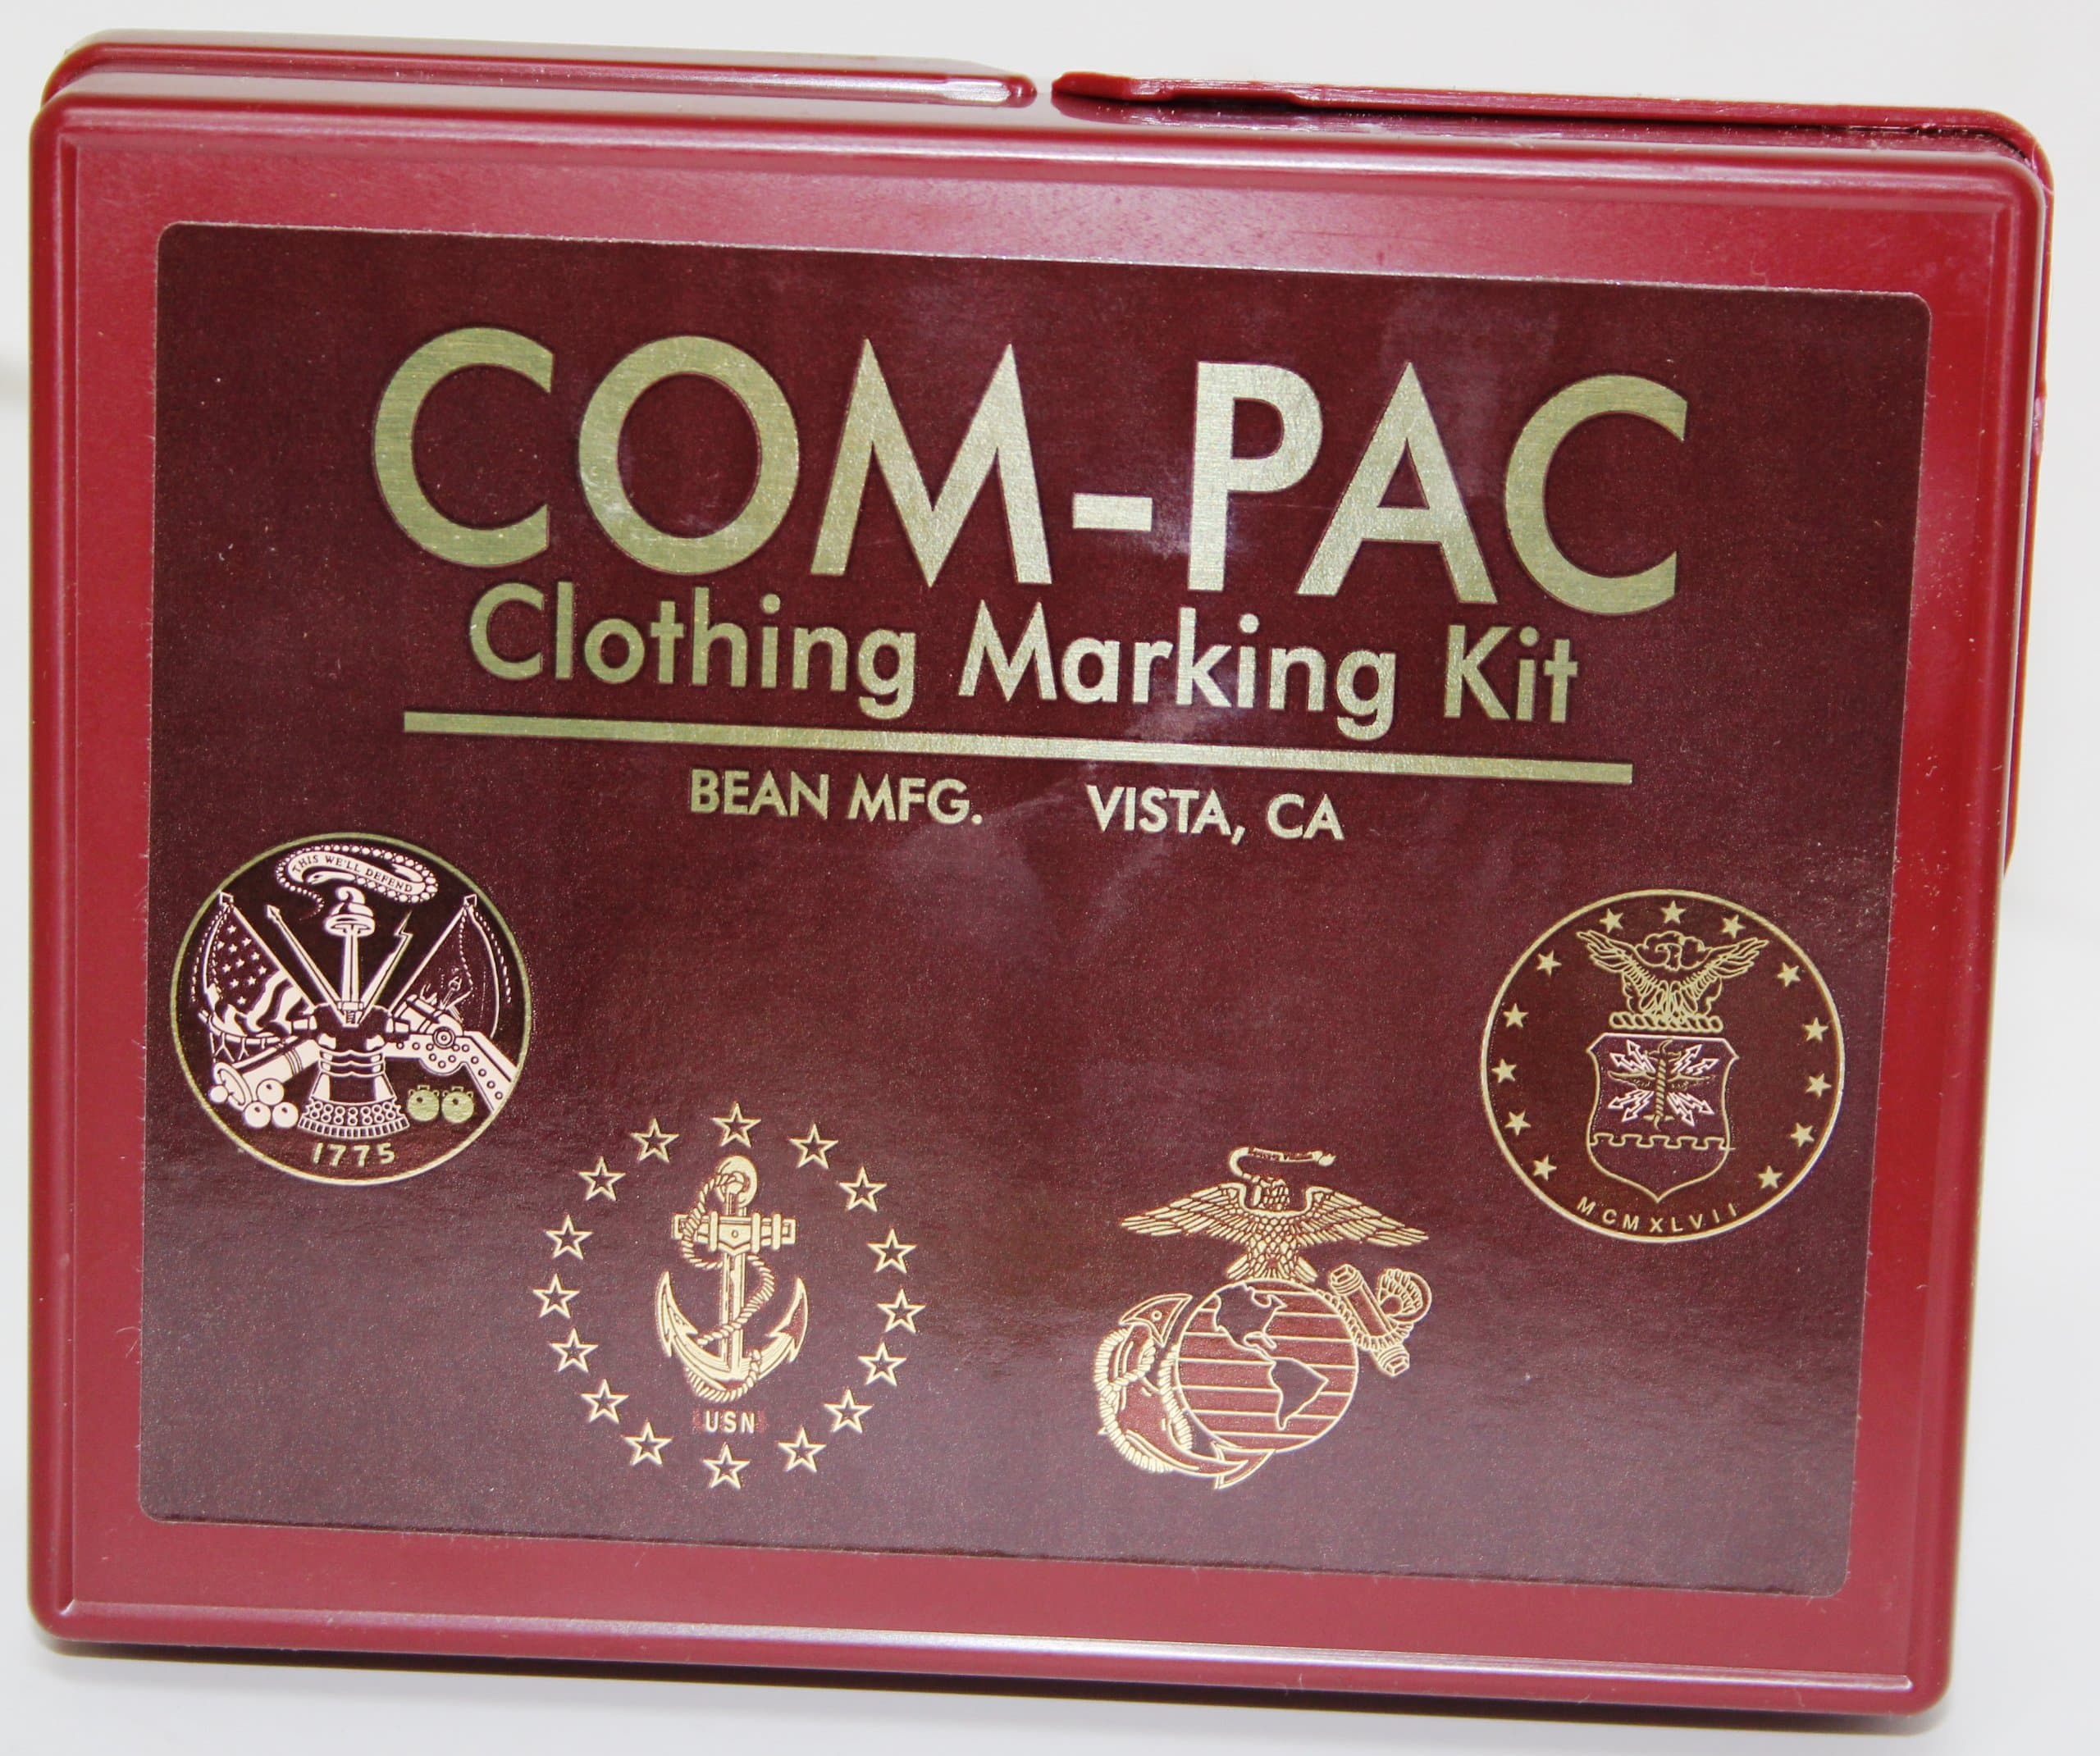 COM-PAC
Clothing Marking Kit
BEAN MFG. VISTA, CA
THIS WE'LL DEFEND
1775
USN
MCMXLVII